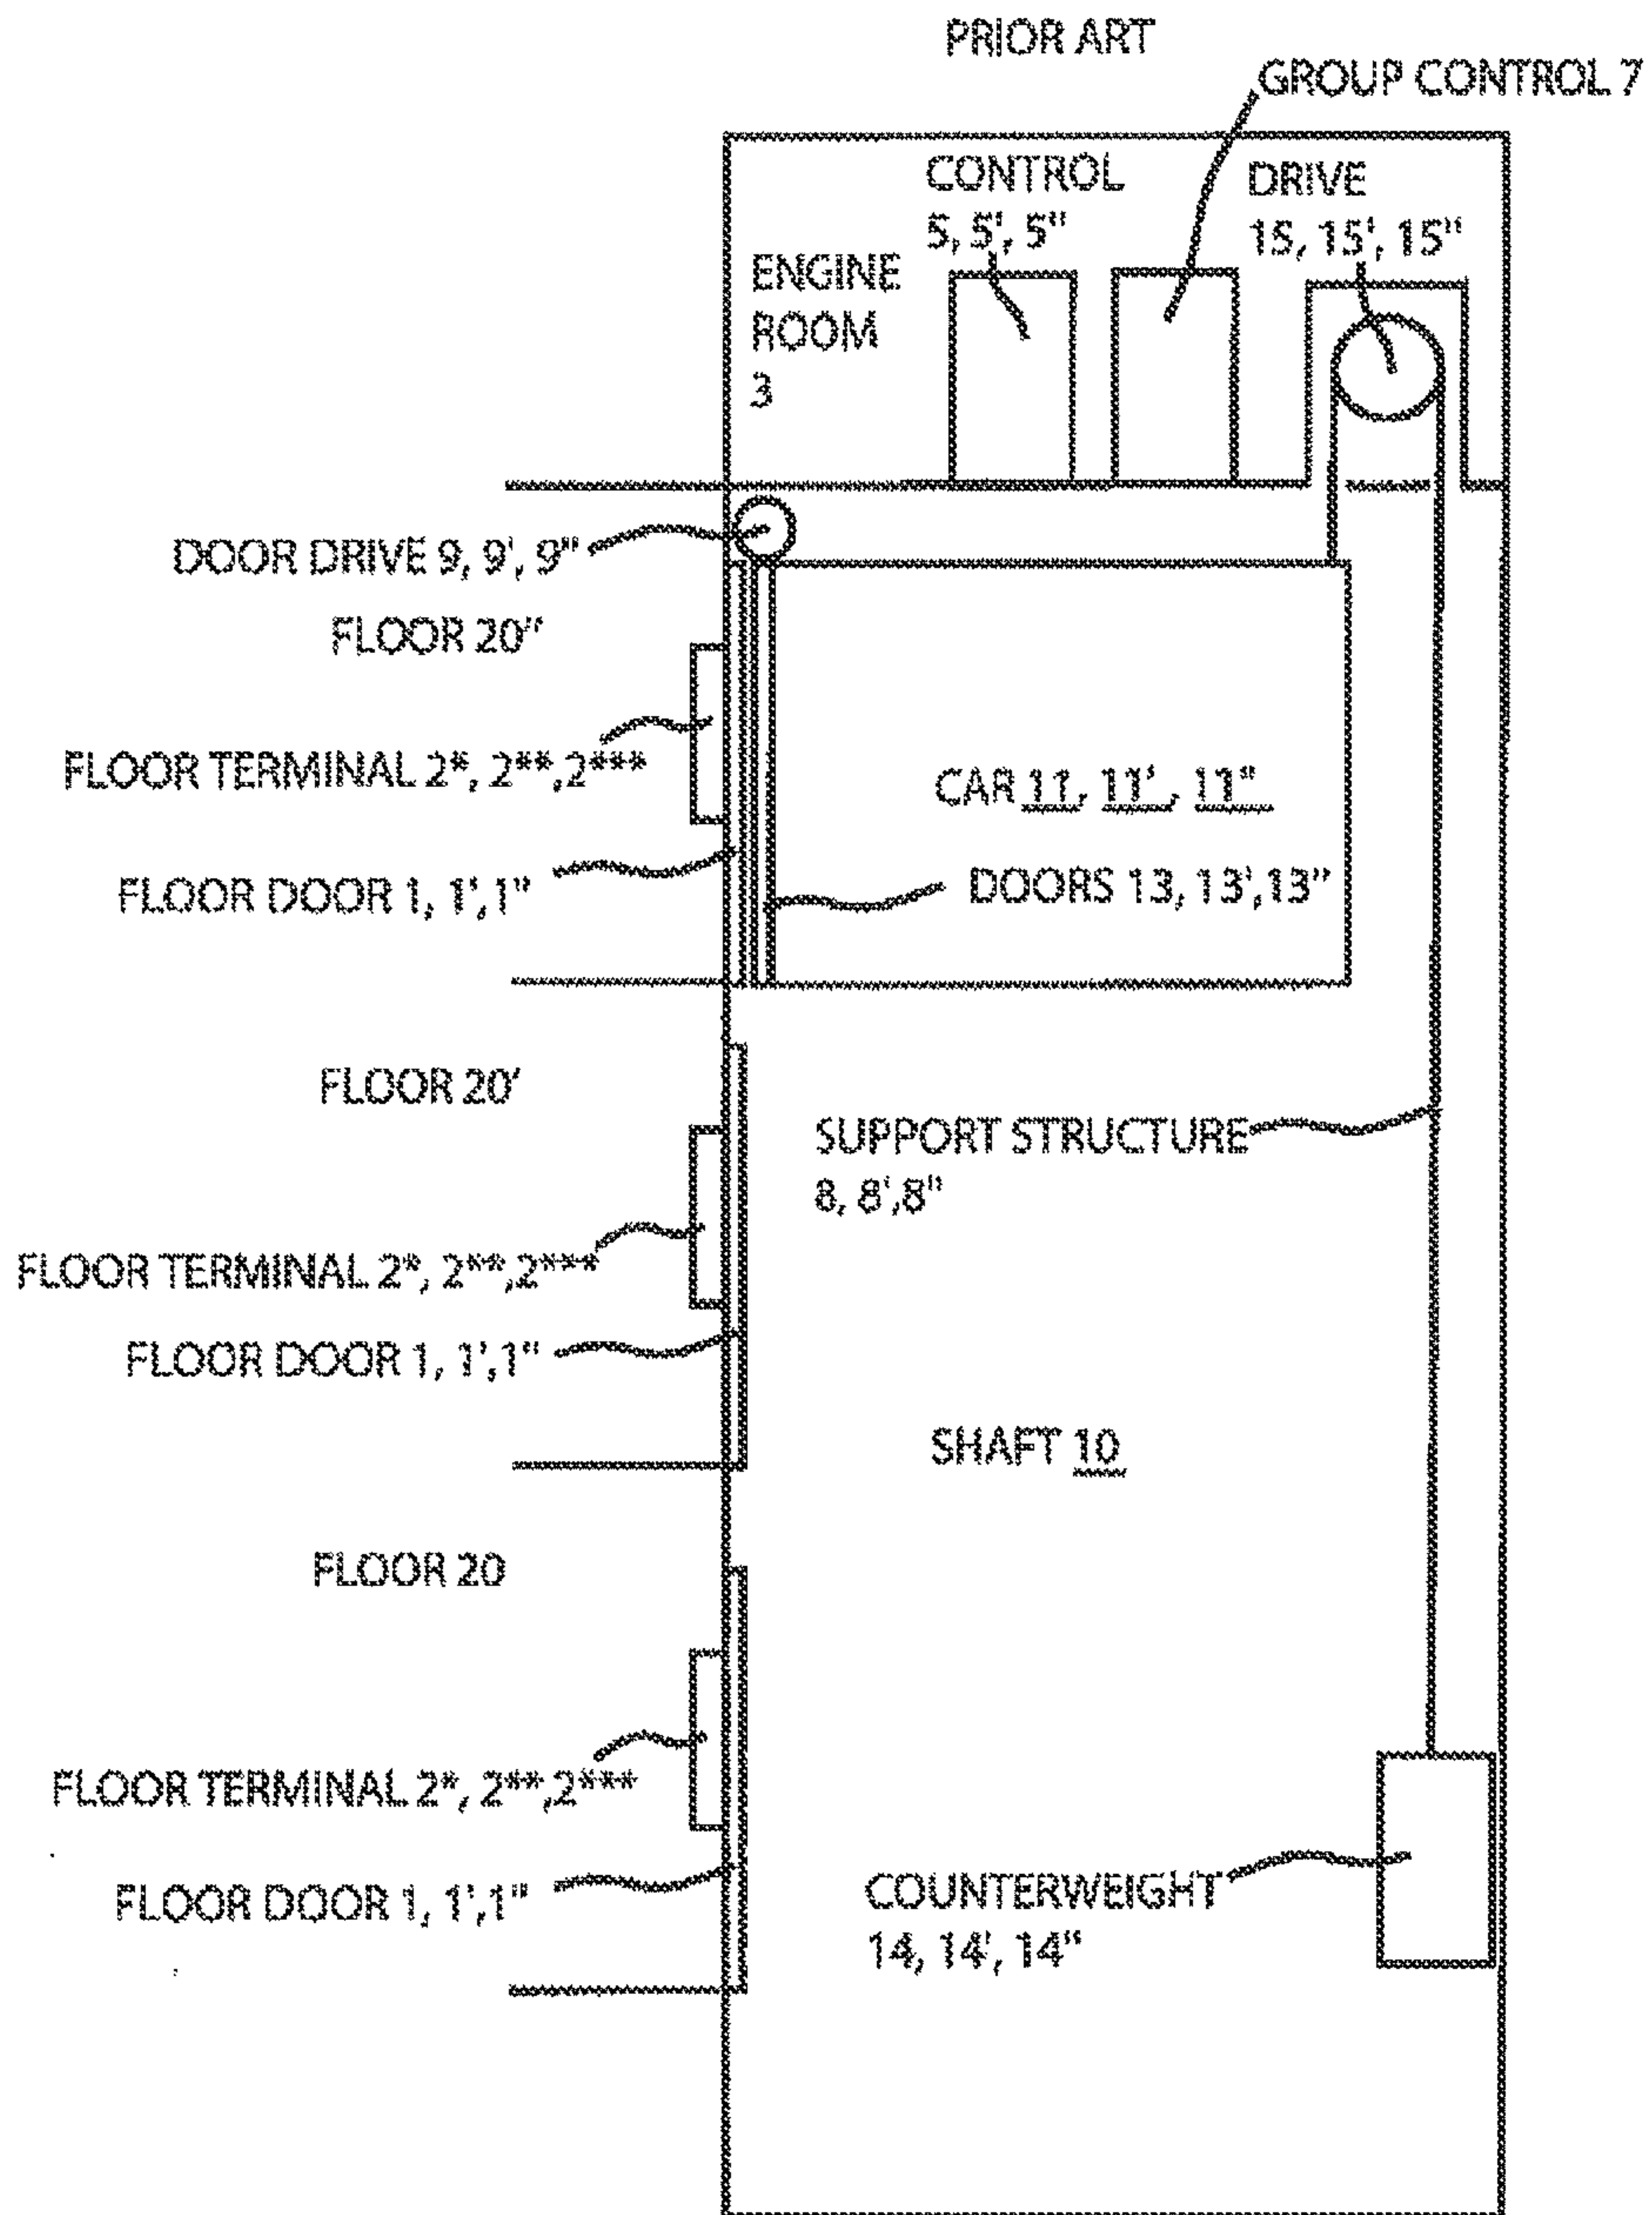 PRIOR ART
GROUP CONTROL 7
CONTROL
5, 5', 5"
DRIVE
15, 15', 15"
ENGINE
ROOM
3
DOOR DRIVE 9, 9', 9"
FLOOR 20"
FLOOR TERMINAL 2*, 2**,2***
CAR 11, 11', 11"
FLOOR DOOR 1, 1',1"
DOORS 13, 13',13"
FLOOR 20'
SUPPORT STRUCTURE
8, 8',8"
FLOOR TERMINAL 2*, 2**,2***
FLOOR DOOR 1, 1',1"
SHAFT 10
FLOOR 20
FLOOR TERMINAL 2*, 2**,2***
FLOOR DOOR 1, 1',1"
COUNTERWEIGHT
14, 14', 14"